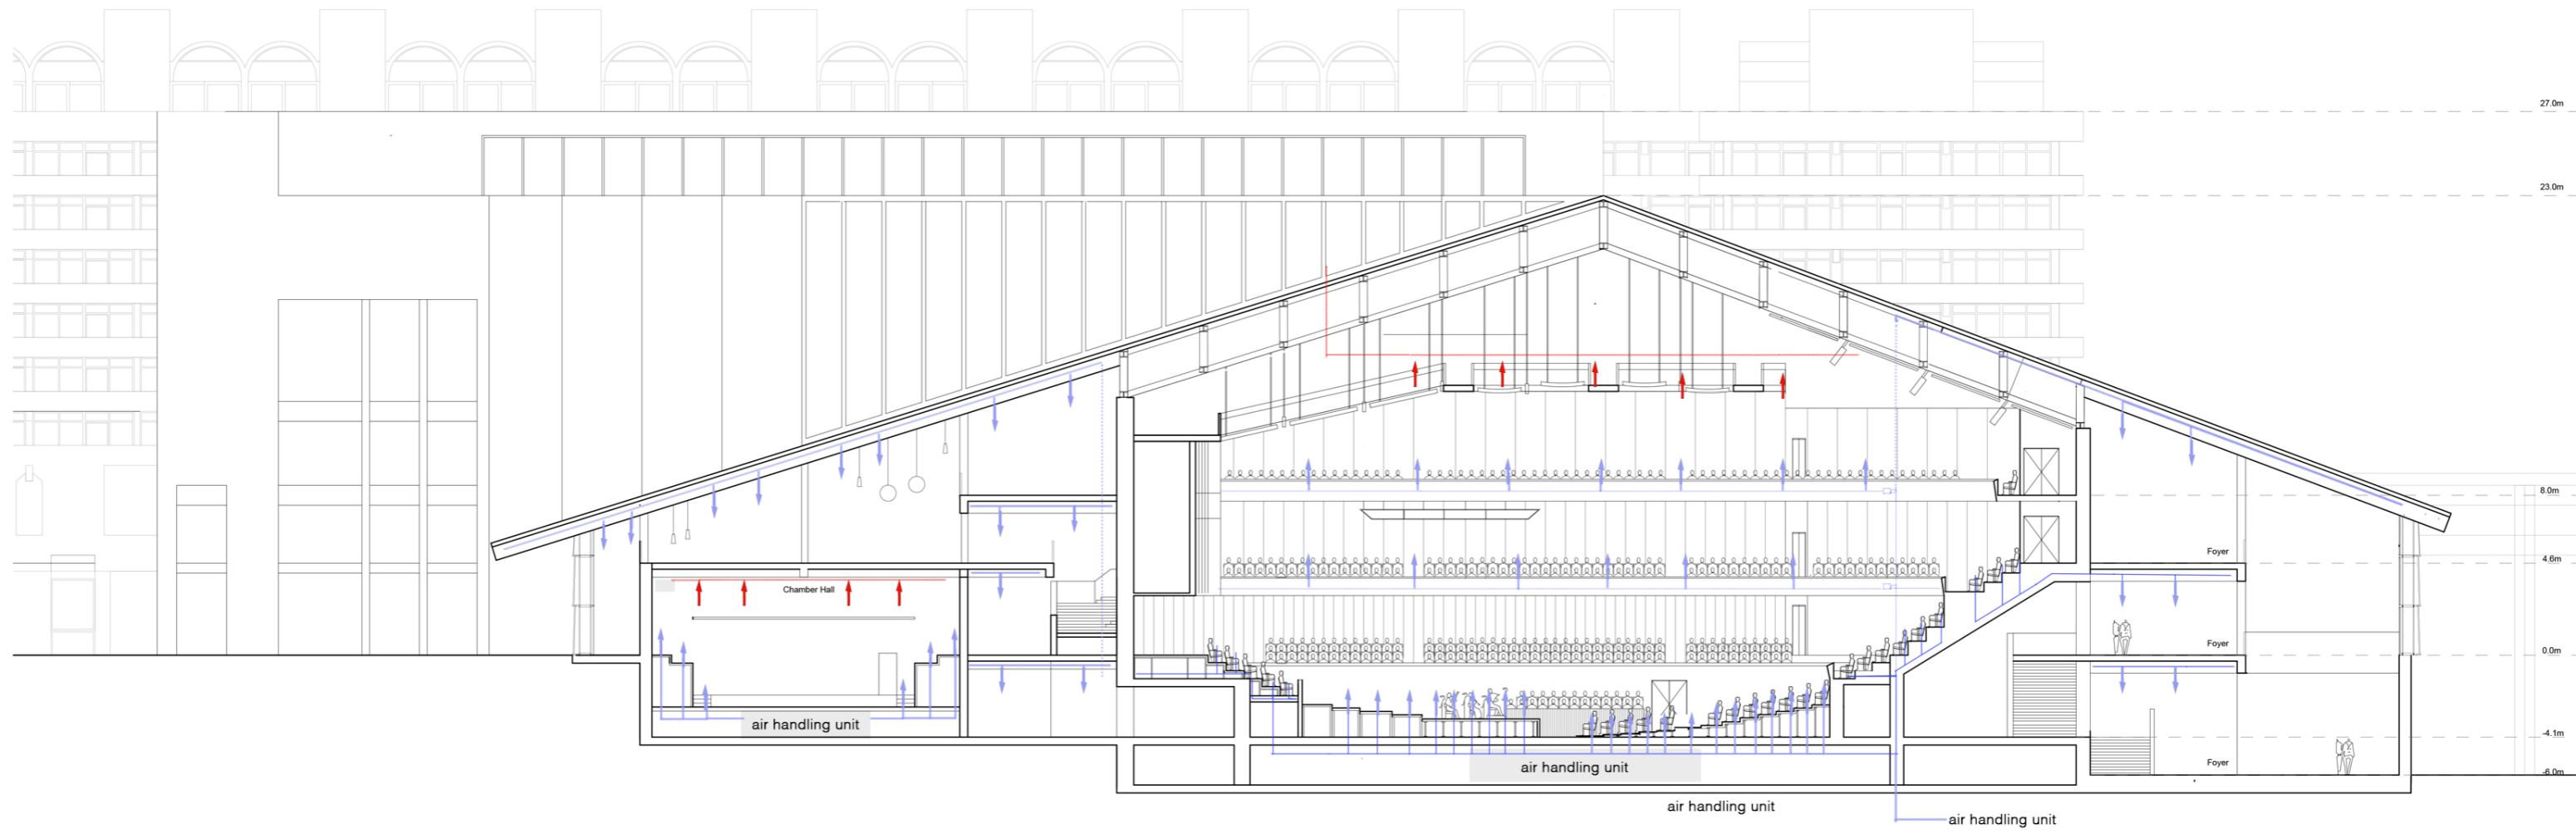 27.0m
23.0m
8.0m
Foyer
4.6m
Chamber Hall
Foyer
0.0m
air handling unit
-4.1m
air handling unit
Foyer
-6.0m
air handling unit
air handling unit